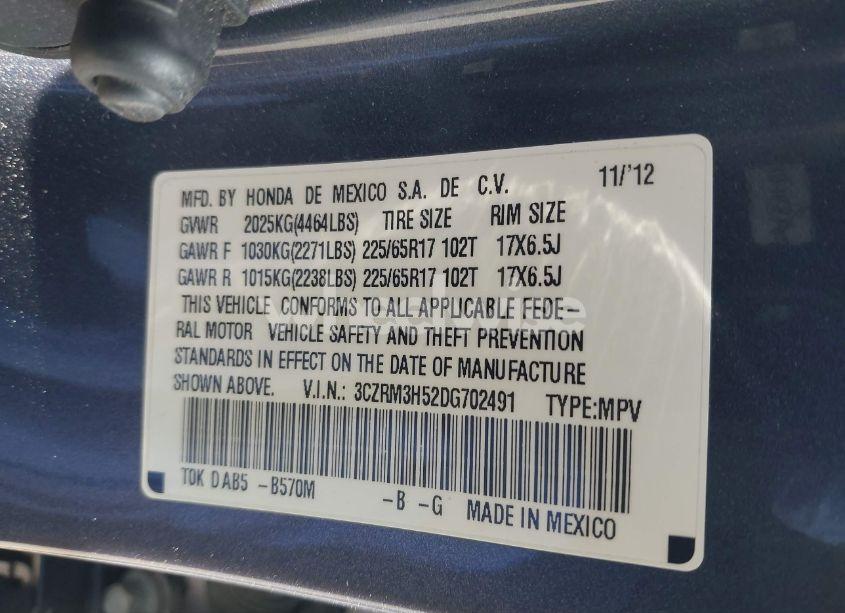 MFD. BY HONDA DE MEXICO S.A. DE C.V. 11/'12
GVWR 2025KG(4464LBS) TIRE SIZE RIM SIZE
GAWR F 1030KG(2271LBS) 225/65R17 102T 17X6.5J
GAWR R 1015KG(2238LBS) 225/65R17 102T 17X6.5J
THIS VEHICLE CONFORMS TO ALL APPLICABLE FEDE-
RAL MOTOR VEHICLE SAFETY AND THEFT PREVENTION
STANDARDS IN EFFECT ON THE DATE OF MANUFACTURE
SHOWN ABOVE. V.I.N.: 3CZRM3H52DG702491 TYPE:MPV
T0K DAB5 -B570M -B -G MADE IN MEXICO